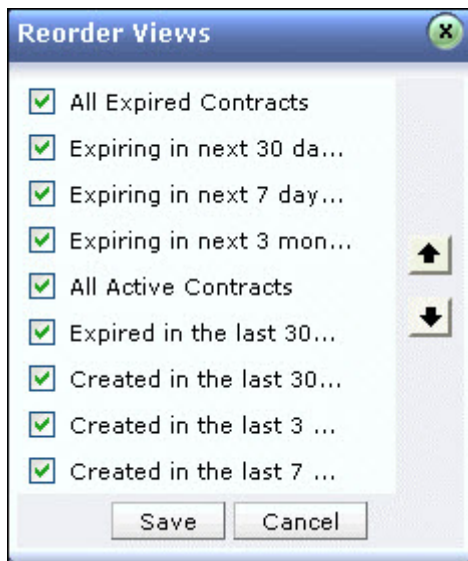 Reorder Views
All Expired Contracts
Expiring in next 30 da...
Expiring in next 7 day...
Expiring in next 3 mon...
All Active Contracts
Expired in the last 30...
Created in the last 30...
Created in the last 3 ...
Created in the last 7 ...
Save Cancel